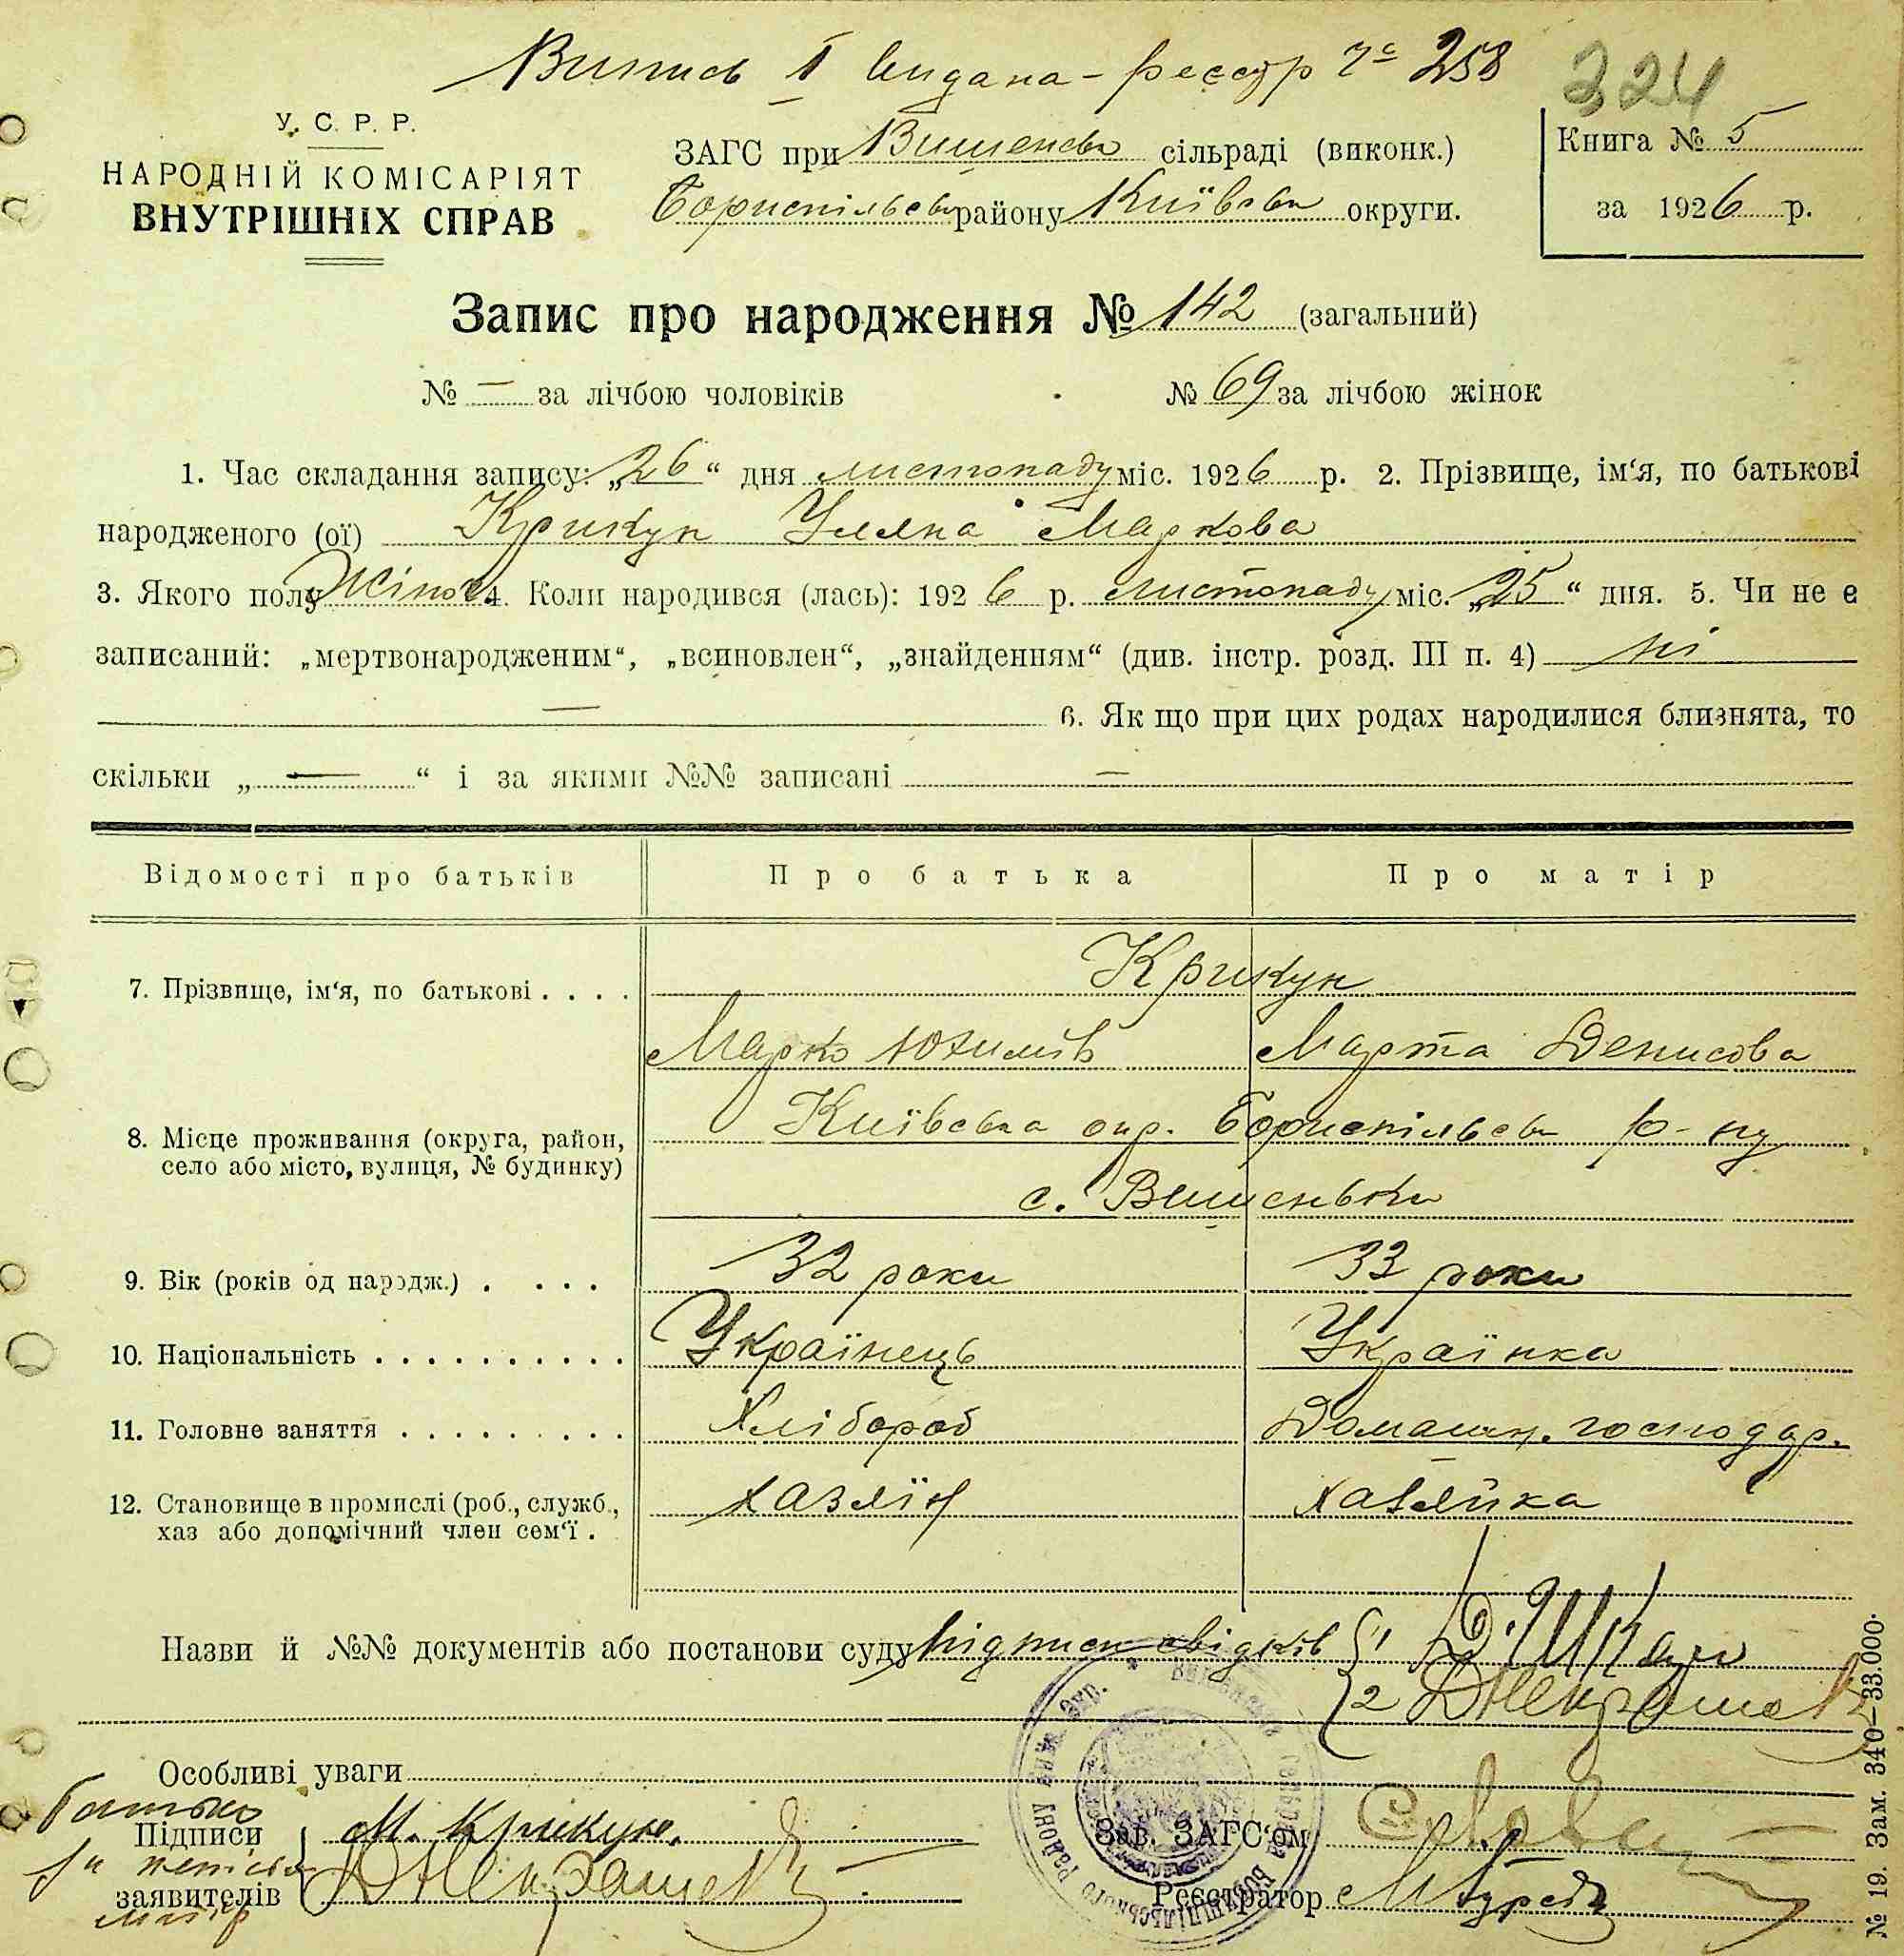 Випись I видана - реєстр № 258
324
У. С. Р. Р.
НАРОДНІЙ КОМІСАРІЯТ
ВНУТРІШНІХ СПРАВ
ЗАГС при Вишенськ сільраді (виконк.)
Бориспільськ району Київськ округи.
Книга № 5
за 1926 р.
Запис про народження № 142 (загальний)
№ — за лічбою чоловіків № 69 за лічбою жінок
1. Час складання запису: „26“ дня листопаду міс. 1926 р. 2. Прізвище, ім‘я, по батькові
народженого (ої) Крикун Уляна Маркова
3. Якого полу жіноч. 4. Коли народився (лась): 1926 р. листопаду міс. „25“ дня. 5. Чи не є
записаний: „мертвонародженим“, „всиновлен“, „знайденням“ (див. інстр. розд. III п. 4) ні
— 6. Як що при цих родах народилися близнята, то
скільки „ — “ і за якими №№ записані —
Відомості про батьків Про батька Про матір
Крикун
7. Прізвище, ім‘я, по батькові . . . .
Марко Юхимів Марта Денисова
Київська окр. Бориспільськ р-ну
8. Місце проживання (округа, район,
село або місто, вулиця, № будинку)
с. Вишеньки
9. Вік (років од народж.) . . . . 32 роки 33 роки
10. Національність . . . . . . . . . . . Українець Українка
11. Головне заняття . . . . . . . . . . Хлібороб Домашн. господар.
12. Становище в промислі (роб., служб., Хазяїн Хазяйка
хаз або допомічний член сем‘ї .
Назви й №№ документів або постанови суду підписи свідків 1
2
Особливі уваги
батько
Підписи М. Крикун. Зав. ЗАГС‘ом
заявителів Реєстратор
матір
№ 19. Зам. 340—33.000.